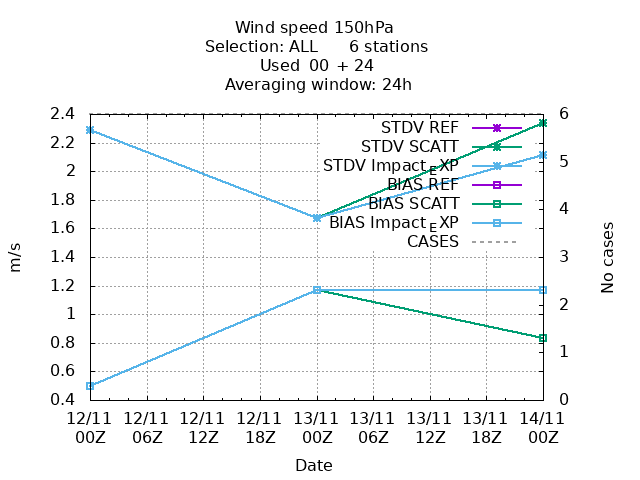 Wind speed 150hPa
Selection: ALL 6 stations
Used 00 + 24
Averaging window: 24h
2.4
2.2
2
1.8
1.6
1.4
1.2
1
0.8
0.6
0.4
m/s
6
5
4
3
2
1
0
No cases
STDV REF
STDV SCATT
STDV Impact_EXP
BIAS REF
BIAS SCATT
BIAS Impact_EXP
CASES
12/11 12/11 12/11 12/11 13/11 13/11 13/11 13/11 14/11
00Z 06Z 12Z 18Z 00Z 06Z 12Z 18Z 00Z
Date